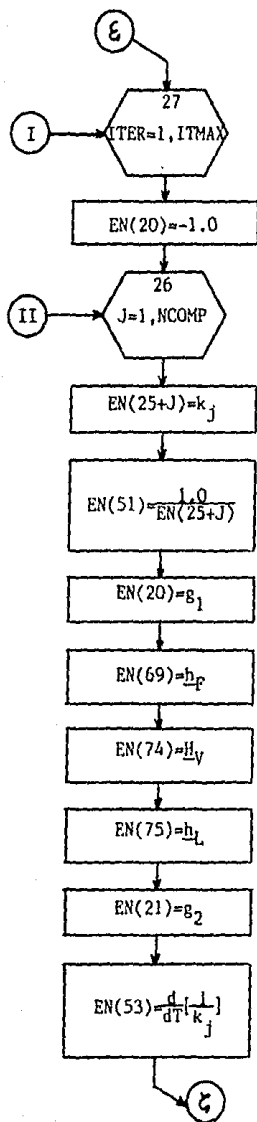 ε
27
I
ITER=1,ITMAX
EN(20)=-1.0
26
II
J=1,NCOMP
EN(25+J)=k_j
EN(51)=1.0/EN(25+J)
EN(20)=g_1
EN(69)=h_F
EN(74)=H_V
EN(75)=h_L
EN(21)=g_2
EN(53)=d/dT[1/k_j]
ζ